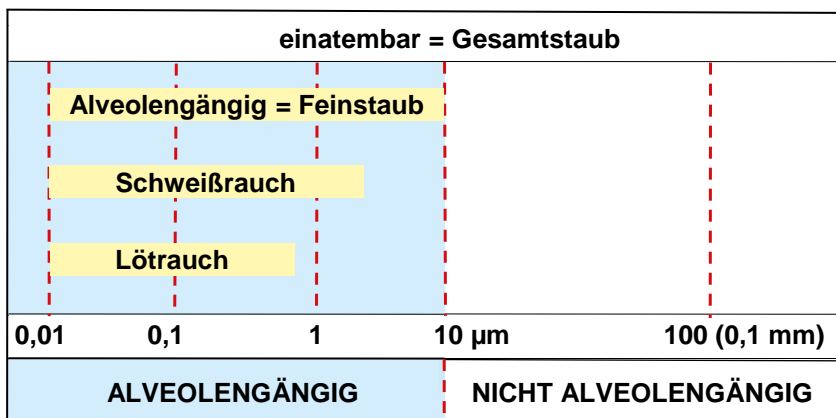 einatembar = Gesamtstaub
Alveolengängig = Feinstaub
Schweißrauch
Lötrauch
0,01 0,1 1 10 µm 100 (0,1 mm)
ALVEOLENGÄNGIG NICHT ALVEOLENGÄNGIG